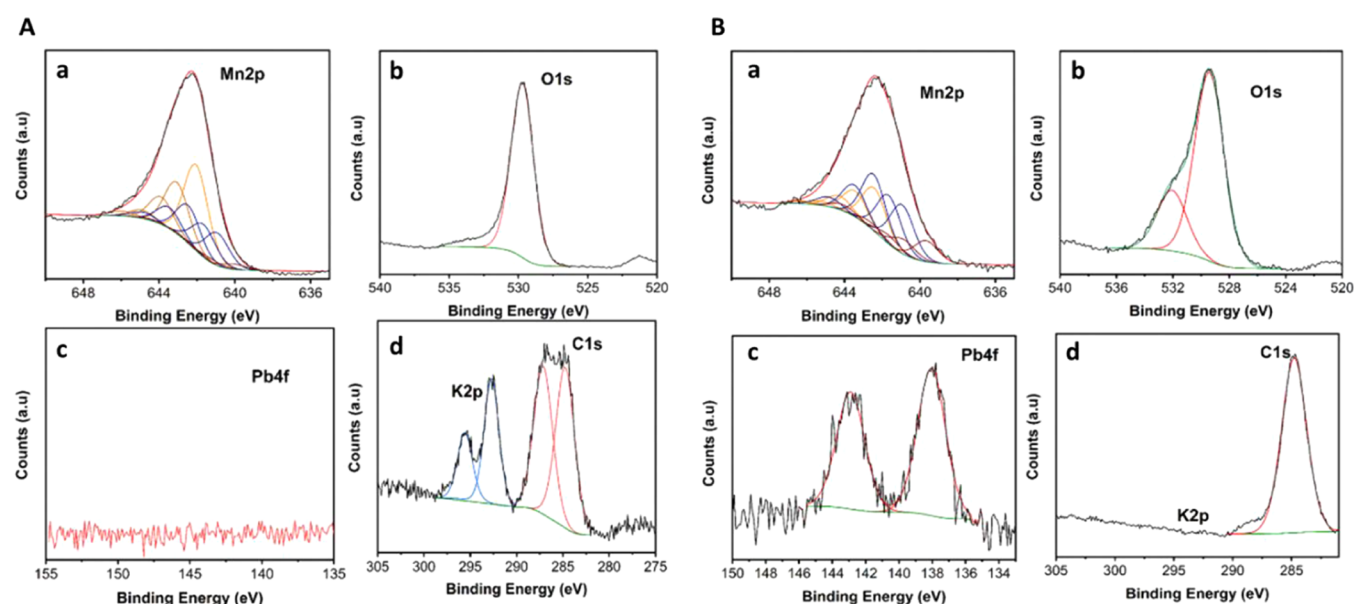 A
a
Mn2p
Counts (a.u)
648 644 640 636
Binding Energy (eV)
b
O1s
Counts (a.u)
540 535 530 525 520
Binding Energy (eV)
c
Pb4f
Counts (a.u)
155 150 145 140 135
Binding Energy (eV)
d
C1s
K2p
Counts (a.u)
305 300 295 290 285 280 275
Binding Energy (eV)
B
a
Mn2p
Counts (a.u)
648 644 640 636
Binding Energy (eV)
b
O1s
Counts (a.u)
540 536 532 528 524 520
Binding Energy (eV)
c
Pb4f
Counts (a.u)
150 148 146 144 142 140 138 136 134
Binding Energy (eV)
d
C1s
K2p
Counts (a.u)
305 300 295 290 285
Binding Energy (eV)